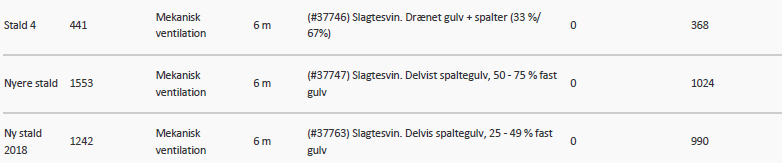 Stald 4 441 Mekanisk ventilation 6 m (#37746) Slagtesvin. Drænet gulv + spalter (33 %/ 67%) 0 368
Nyere stald 1553 Mekanisk ventilation 6 m (#37747) Slagtesvin. Delvist spaltegulv, 50 - 75 % fast gulv 0 1024
Ny stald 2018 1242 Mekanisk ventilation 6 m (#37763) Slagtesvin. Delvis spaltegulv, 25 - 49 % fast gulv 0 990